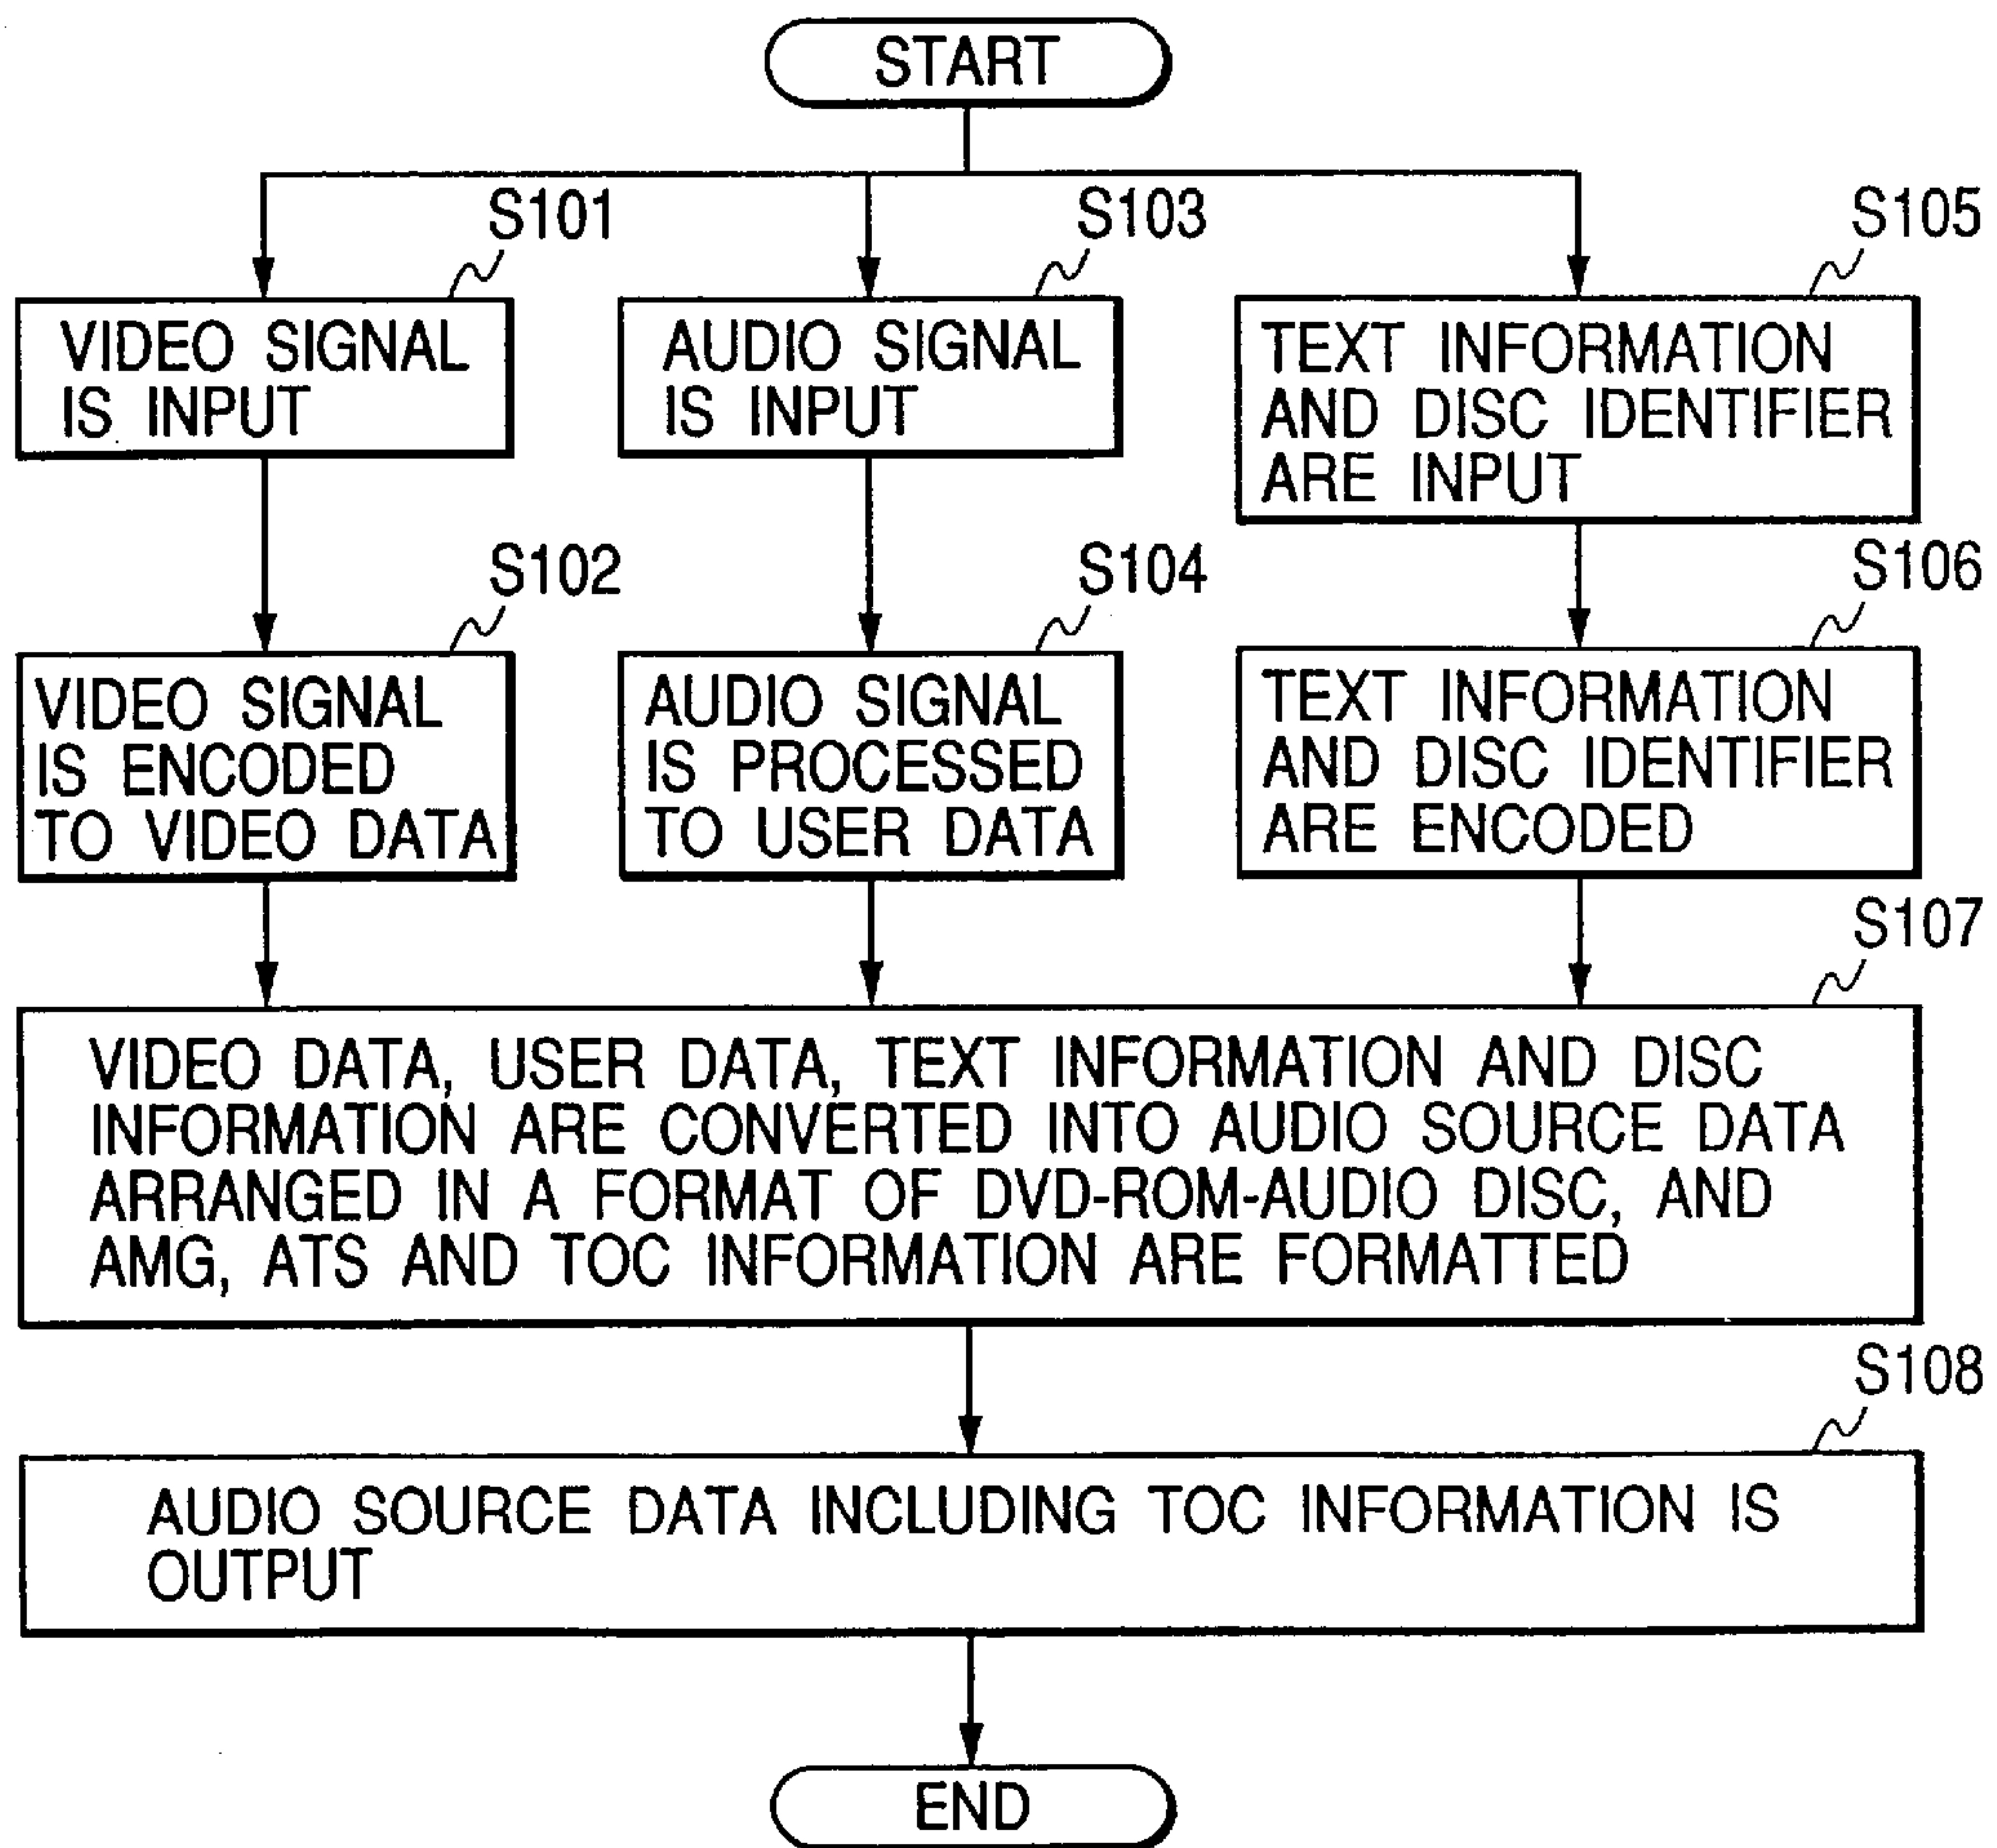 START
S101
S103
S105
VIDEO SIGNAL
IS INPUT
AUDIO SIGNAL
IS INPUT
TEXT INFORMATION
AND DISC IDENTIFIER
ARE INPUT
S102
S104
S106
VIDEO SIGNAL
IS ENCODED
TO VIDEO DATA
AUDIO SIGNAL
IS PROCESSED
TO USER DATA
TEXT INFORMATION
AND DISC IDENTIFIER
ARE ENCODED
S107
VIDEO DATA, USER DATA, TEXT INFORMATION AND DISC
INFORMATION ARE CONVERTED INTO AUDIO SOURCE DATA
ARRANGED IN A FORMAT OF DVD-ROM-AUDIO DISC, AND
AMG, ATS AND TOC INFORMATION ARE FORMATTED
S108
AUDIO SOURCE DATA INCLUDING TOC INFORMATION IS
OUTPUT
END